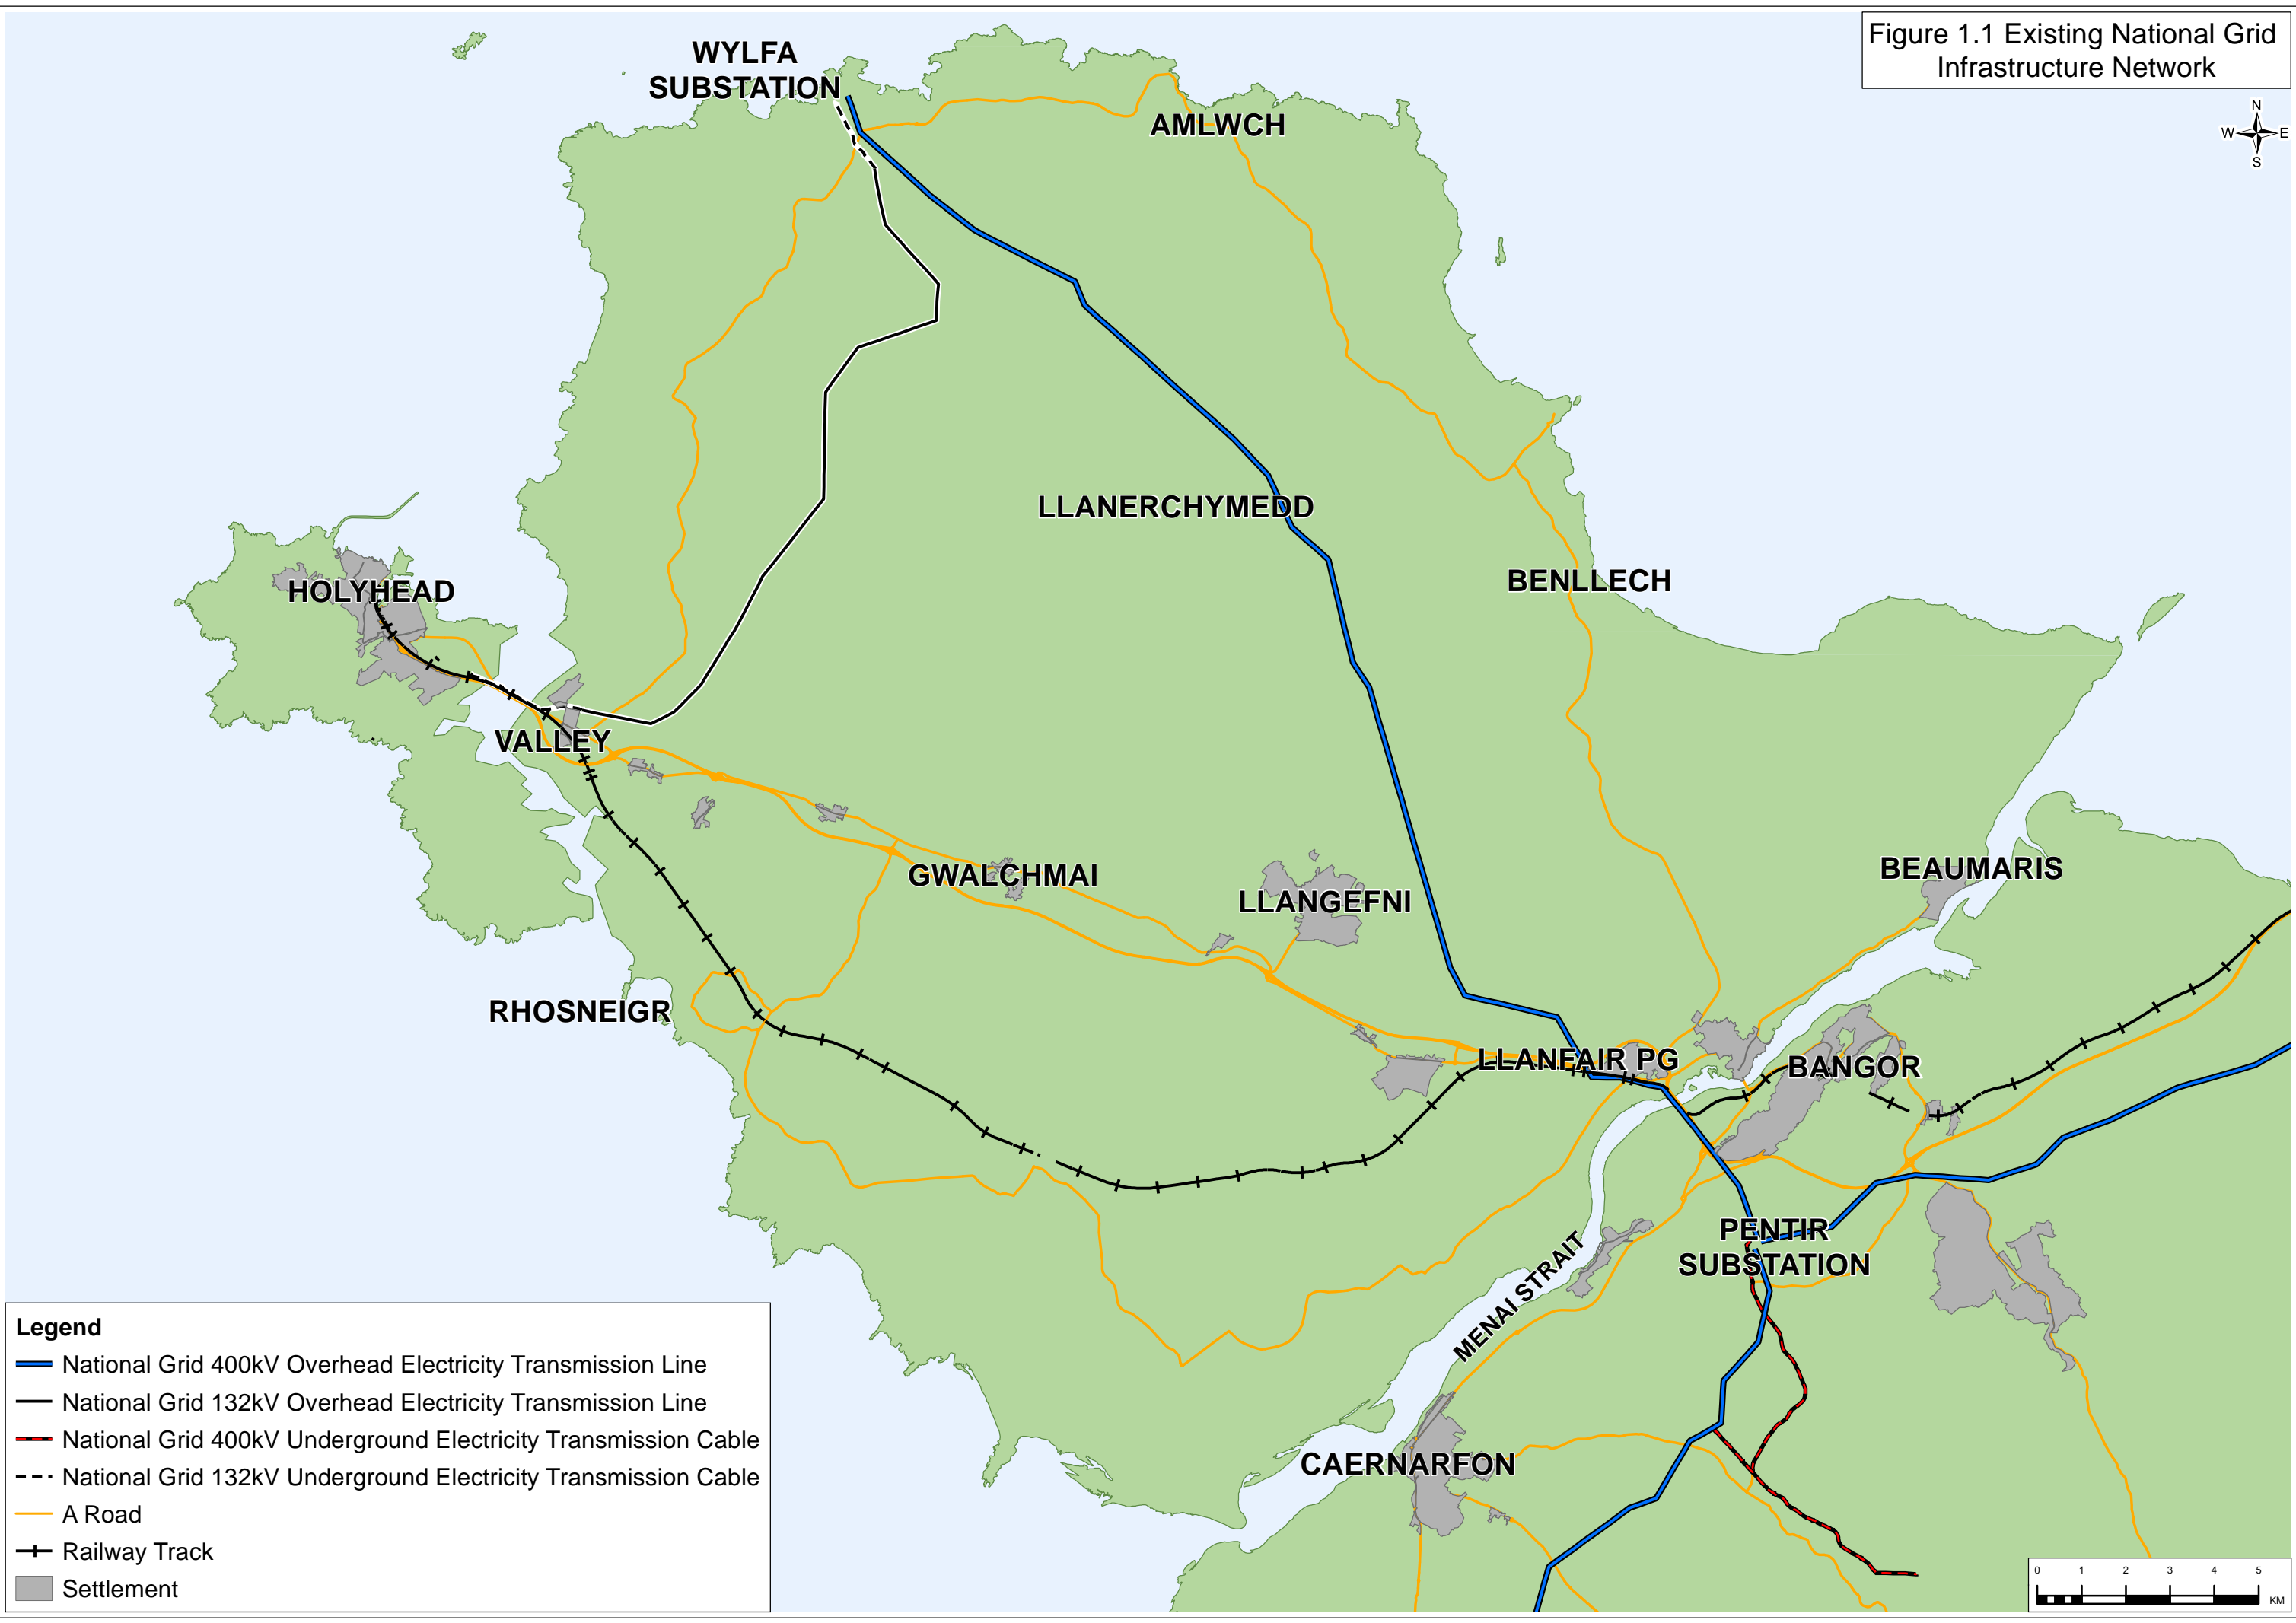 Figure 1.1 Existing National Grid
Infrastructure Network
N
W E
S
WYLFA
SUBSTATION
AMLWCH
LLANERCHYMEDD
BENLLECH
HOLYHEAD
VALLEY
GWALCHMAI
LLANGEFNI
BEAUMARIS
RHOSNEIGR
LLANFAIR PG
BANGOR
PENTIR
SUBSTATION
MENAI STRAIT
CAERNARFON
Legend
National Grid 400kV Overhead Electricity Transmission Line
National Grid 132kV Overhead Electricity Transmission Line
National Grid 400kV Underground Electricity Transmission Cable
National Grid 132kV Underground Electricity Transmission Cable
A Road
Railway Track
Settlement
0 1 2 3 4 5
KM